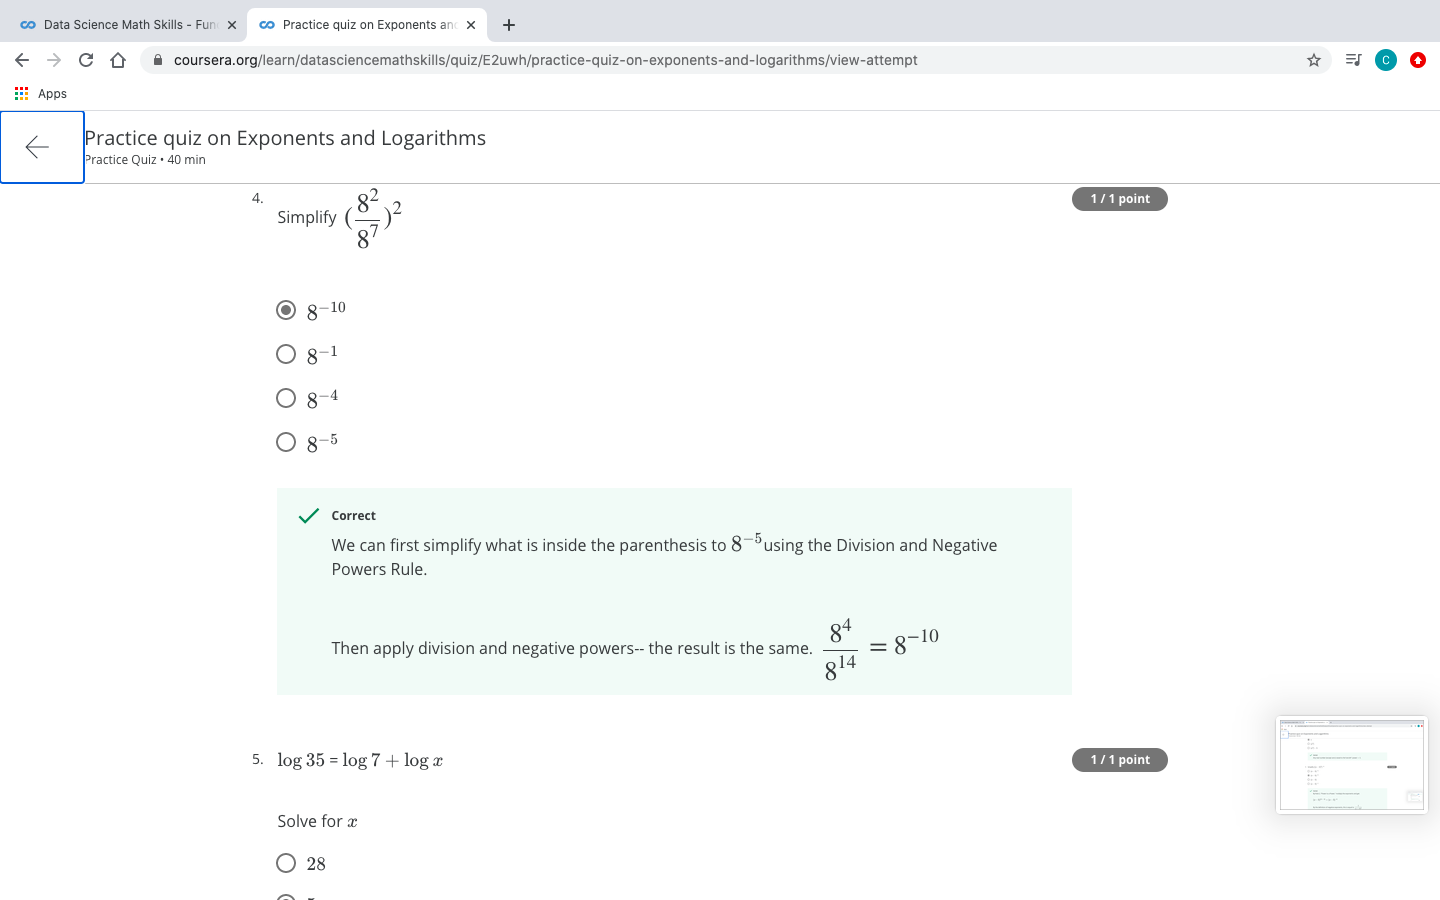 Data Science Math Skills - Fun
Practice quiz on Exponents and
coursera.org/learn/datasciencemathskills/quiz/E2uwh/practice-quiz-on-exponents-and-logarithms/view-attempt
C
Apps
Practice quiz on Exponents and Logarithms
Practice Quiz • 40 min
4. Simplify (8^2/8^7)^2 1 / 1 point
8^−10
8^−1
8^−4
8^−5
Correct
We can first simplify what is inside the parenthesis to 8^−5 using the Division and Negative
Powers Rule.
Then apply division and negative powers-- the result is the same. 8^4/8^14 = 8^−10
5. log 35 = log 7 + log x 1 / 1 point
Solve for x
28